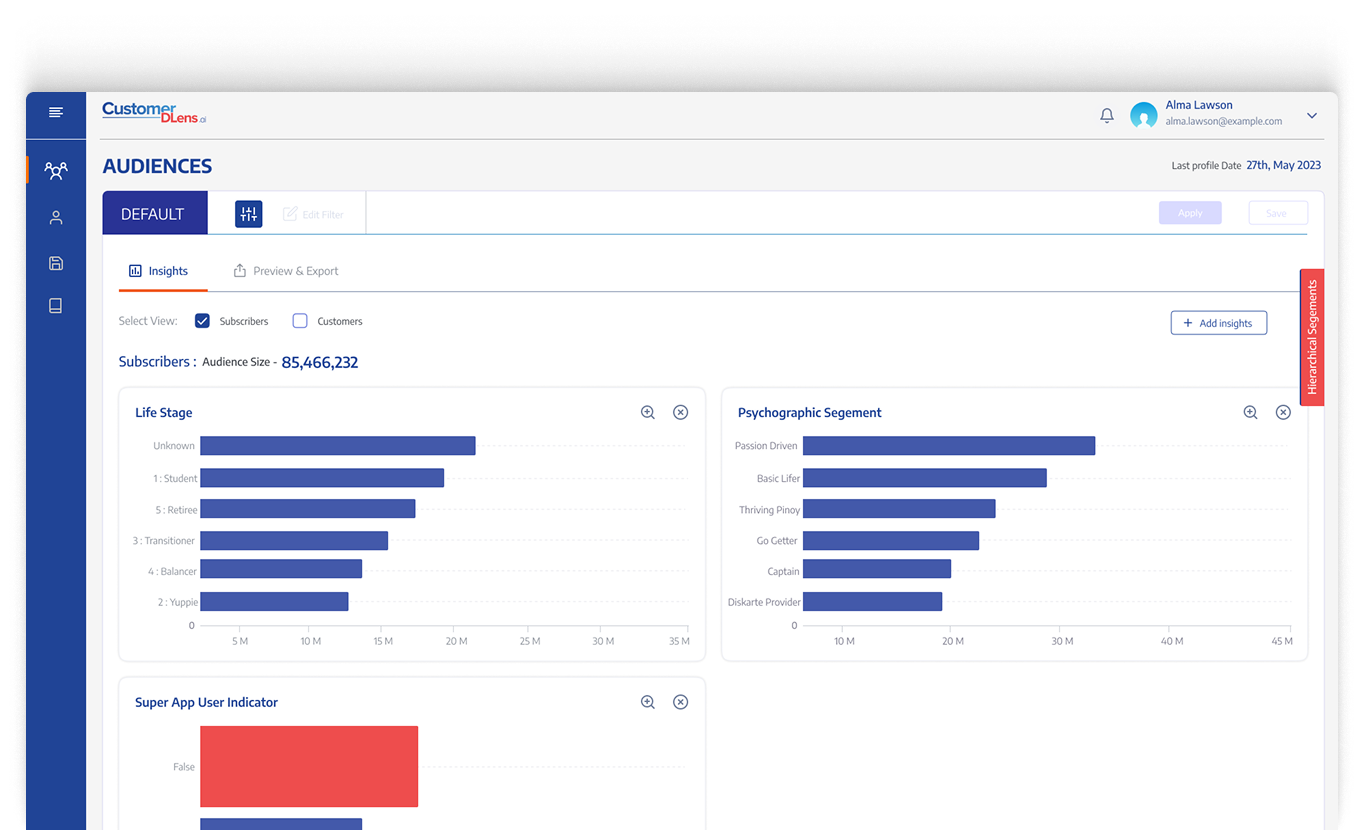 CustomerDLens.ai
Alma Lawson
alma.lawson@example.com
AUDIENCES
Last profile Date 27th, May 2023
DEFAULT
Edit Filter
Apply
Save
Insights
Preview & Export
Select View:
Subscribers
Customers
+ Add insights
Hierarchical Segements
Subscribers : Audience Size - 85,466,232
Life Stage
Unknown
1 : Student
5 : Retiree
3 : Transitioner
4 : Balancer
2 : Yuppie
0
5 M 10 M 15 M 20 M 25 M 30 M 35 M
Psychographic Segement
Passion Driven
Basic Lifer
Thriving Pinoy
Go Getter
Captain
Diskarte Provider
0
10 M 20 M 30 M 40 M 45 M
Super App User Indicator
False